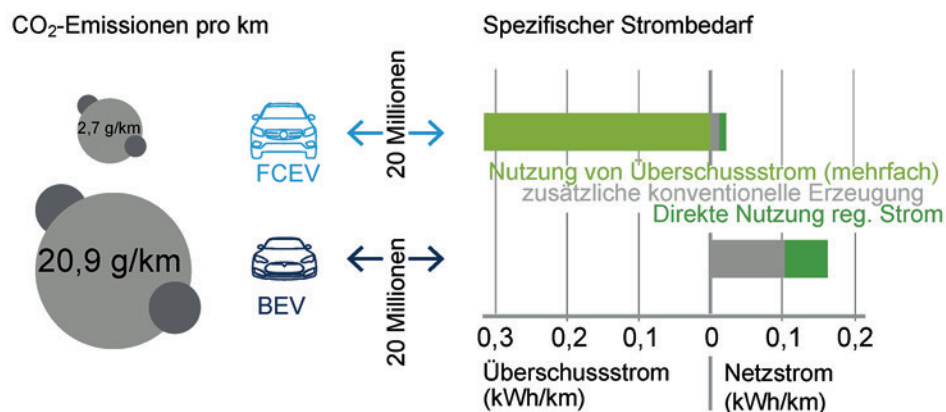 CO₂-Emissionen pro km
Spezifischer Strombedarf
2,7 g/km
FCEV
20 Millionen
Nutzung von Überschussstrom (mehrfach)
zusätzliche konventionelle Erzeugung
Direkte Nutzung reg. Strom
20,9 g/km
BEV
20 Millionen
0,3 0,2 0,1 0 0,1 0,2
Überschussstrom Netzstrom
(kWh/km) (kWh/km)